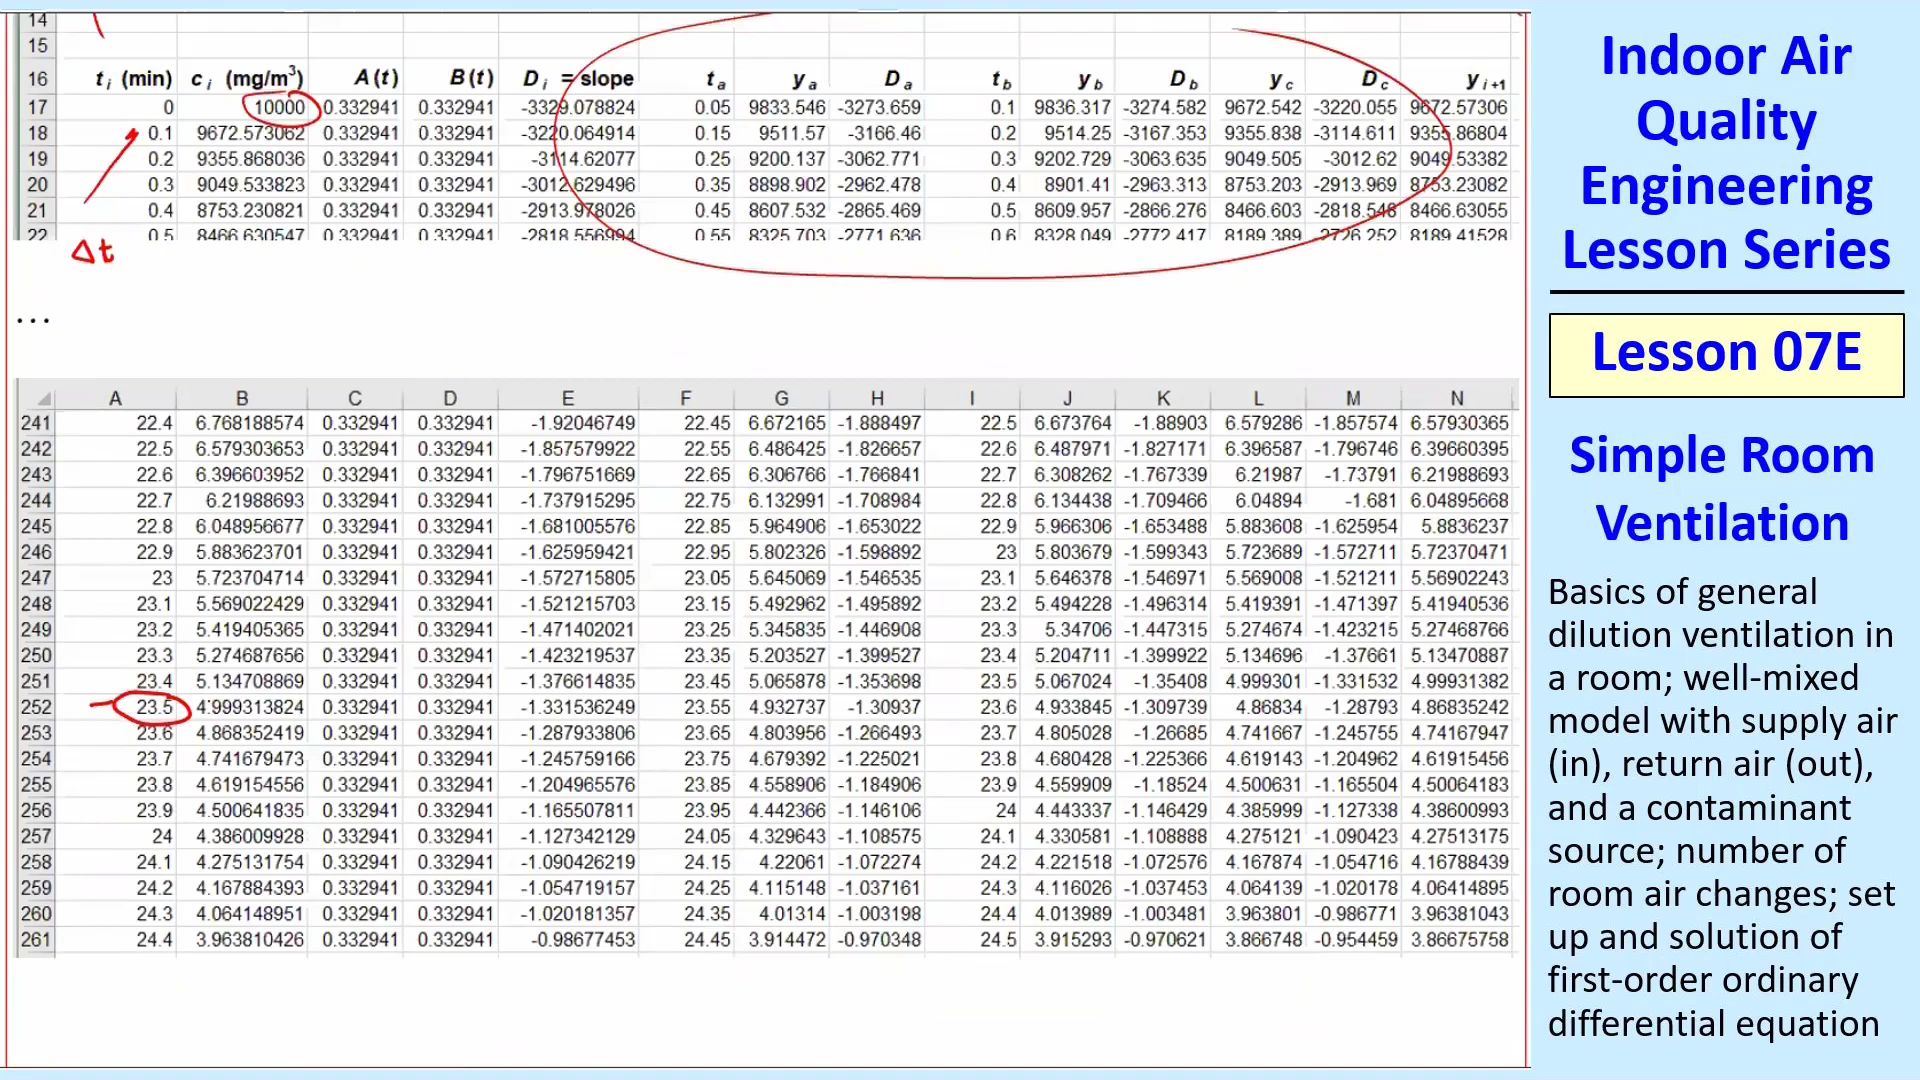 14
15
16 t i (min) c i (mg/m³) A(t) B(t) D i = slope t a y a D a t b y b D b y c D c y i+1
17 0 10000 0.332941 0.332941 -3329.078824 0.05 9833.546 -3273.659 0.1 9836.317 -3274.582 9672.542 -3220.055 9672.57306
18 0.1 9672.573062 0.332941 0.332941 -3220.064914 0.15 9511.57 -3166.46 0.2 9514.25 -3167.353 9355.838 -3114.611 9355.86804
19 0.2 9355.868036 0.332941 0.332941 -3114.62077 0.25 9200.137 -3062.771 0.3 9202.729 -3063.635 9049.505 -3012.62 9049.53382
20 0.3 9049.533823 0.332941 0.332941 -3012.629496 0.35 8898.902 -2962.478 0.4 8901.41 -2963.313 8753.203 -2913.969 8753.23082
21 0.4 8753.230821 0.332941 0.332941 -2913.978026 0.45 8607.532 -2865.469 0.5 8609.957 -2866.276 8466.603 -2818.546 8466.63055
22 0.5 8466.630547 0.332941 0.332941 -2818.556994 0.55 8325.703 -2771.636 0.6 8328.049 -2772.417 8189.389 -2726.252 8189.41528
Δt
...
A B C D E F G H I J K L M N
241 22.4 6.768188574 0.332941 0.332941 -1.92046749 22.45 6.672165 -1.888497 22.5 6.673764 -1.88903 6.579286 -1.857574 6.57930365
242 22.5 6.579303653 0.332941 0.332941 -1.857579922 22.55 6.486425 -1.826657 22.6 6.487971 -1.827171 6.396587 -1.796746 6.39660395
243 22.6 6.396603952 0.332941 0.332941 -1.796751669 22.65 6.306766 -1.766841 22.7 6.308262 -1.767339 6.21987 -1.73791 6.21988693
244 22.7 6.21988693 0.332941 0.332941 -1.737915295 22.75 6.132991 -1.708984 22.8 6.134438 -1.709466 6.04894 -1.681 6.04895668
245 22.8 6.048956677 0.332941 0.332941 -1.681005576 22.85 5.964906 -1.653022 22.9 5.966306 -1.653488 5.883608 -1.625954 5.8836237
246 22.9 5.883623701 0.332941 0.332941 -1.625959421 22.95 5.802326 -1.598892 23 5.803679 -1.599343 5.723689 -1.572711 5.72370471
247 23 5.723704714 0.332941 0.332941 -1.572715805 23.05 5.645069 -1.546535 23.1 5.646378 -1.546971 5.569008 -1.521211 5.56902243
248 23.1 5.569022429 0.332941 0.332941 -1.521215703 23.15 5.492962 -1.495892 23.2 5.494228 -1.496314 5.419391 -1.471397 5.41940536
249 23.2 5.419405365 0.332941 0.332941 -1.471402021 23.25 5.345835 -1.446908 23.3 5.34706 -1.447315 5.274674 -1.423215 5.27468766
250 23.3 5.274687656 0.332941 0.332941 -1.423219537 23.35 5.203527 -1.399527 23.4 5.204711 -1.399922 5.134696 -1.37661 5.13470887
251 23.4 5.134708869 0.332941 0.332941 -1.376614835 23.45 5.065878 -1.353698 23.5 5.067024 -1.35408 4.999301 -1.331532 4.99931382
252 23.5 4.999313824 0.332941 0.332941 -1.331536249 23.55 4.932737 -1.30937 23.6 4.933845 -1.309739 4.86834 -1.28793 4.86835242
253 23.6 4.868352419 0.332941 0.332941 -1.287933806 23.65 4.803956 -1.266493 23.7 4.805028 -1.26685 4.741667 -1.245755 4.74167947
254 23.7 4.741679473 0.332941 0.332941 -1.245759166 23.75 4.679392 -1.225021 23.8 4.680428 -1.225366 4.619143 -1.204962 4.61915456
255 23.8 4.619154556 0.332941 0.332941 -1.204965576 23.85 4.558906 -1.184906 23.9 4.559909 -1.18524 4.500631 -1.165504 4.50064183
256 23.9 4.500641835 0.332941 0.332941 -1.165507811 23.95 4.442366 -1.146106 24 4.443337 -1.146429 4.385999 -1.127338 4.38600993
257 24 4.386009928 0.332941 0.332941 -1.127342129 24.05 4.329643 -1.108575 24.1 4.330581 -1.108888 4.275121 -1.090423 4.27513175
258 24.1 4.275131754 0.332941 0.332941 -1.090426219 24.15 4.22061 -1.072274 24.2 4.221518 -1.072576 4.167874 -1.054716 4.16788439
259 24.2 4.167884393 0.332941 0.332941 -1.054719157 24.25 4.115148 -1.037161 24.3 4.116026 -1.037453 4.064139 -1.020178 4.06414895
260 24.3 4.064148951 0.332941 0.332941 -1.020181357 24.35 4.01314 -1.003198 24.4 4.013989 -1.003481 3.963801 -0.986771 3.96381043
261 24.4 3.963810426 0.332941 0.332941 -0.98677453 24.45 3.914472 -0.970348 24.5 3.915293 -0.970621 3.866748 -0.954459 3.86675758
Indoor Air
Quality
Engineering
Lesson Series
Lesson 07E
Simple Room
Ventilation
Basics of general
dilution ventilation in
a room; well-mixed
model with supply air
(in), return air (out),
and a contaminant
source; number of
room air changes; set
up and solution of
first-order ordinary
differential equation